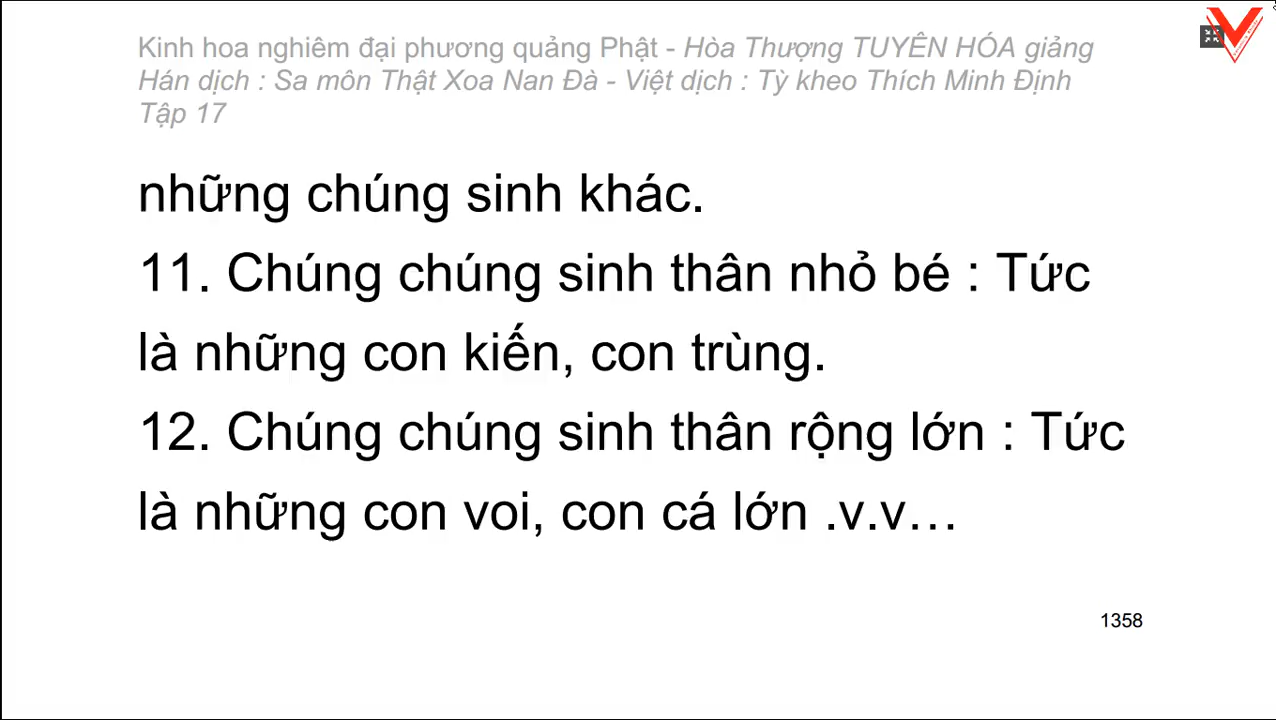 Kinh hoa nghiêm đại phương quảng Phật - Hòa Thượng TUYÊN HÓA giảng
Hán dịch : Sa môn Thật Xoa Nan Đà - Việt dịch : Tỳ kheo Thích Minh Định
Tập 17
những chúng sinh khác.
11. Chúng chúng sinh thân nhỏ bé : Tức
là những con kiến, con trùng.
12. Chúng chúng sinh thân rộng lớn : Tức
là những con voi, con cá lớn .v.v…
1358